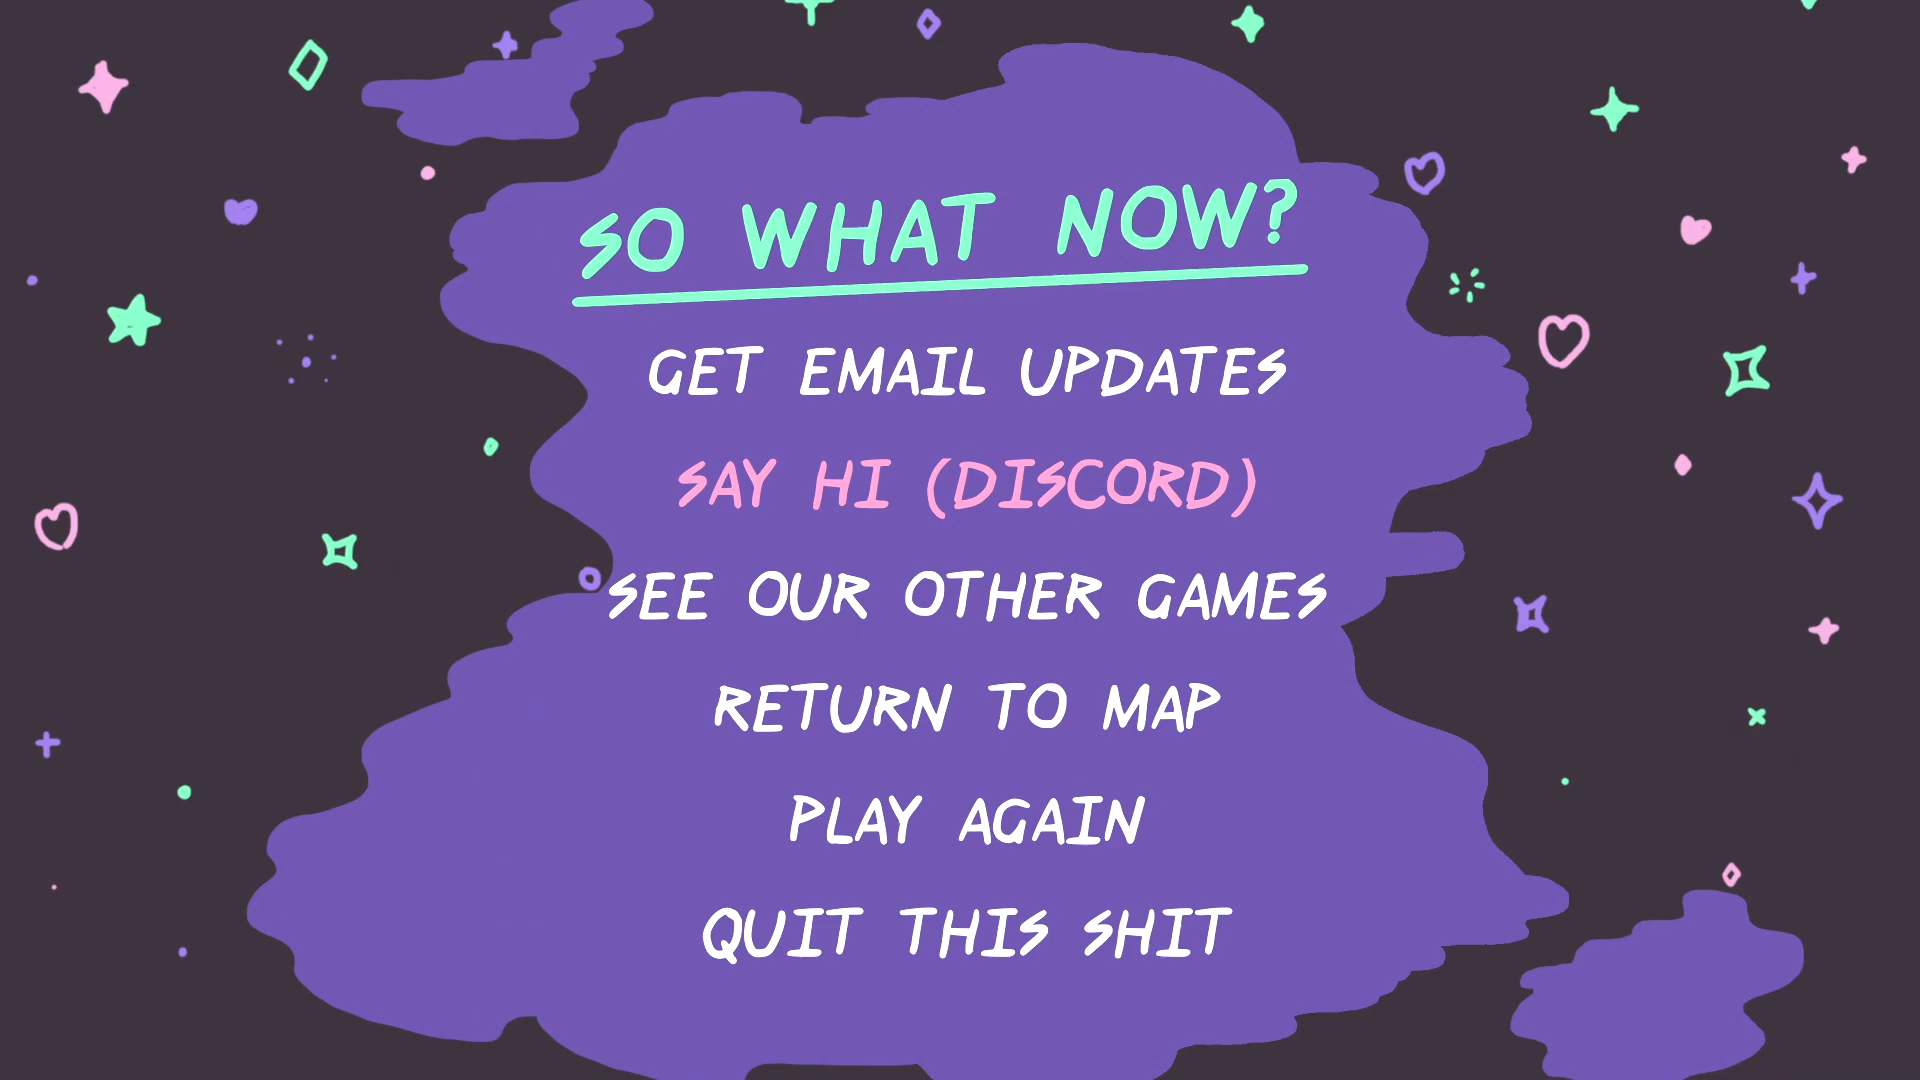 SO WHAT NOW?
GET EMAIL UPDATES
SAY HI (DISCORD)
SEE OUR OTHER GAMES
RETURN TO MAP
PLAY AGAIN
QUIT THIS SHIT